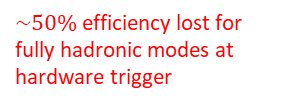 ~50% efficiency lost for
fully hadronic modes at
hardware trigger